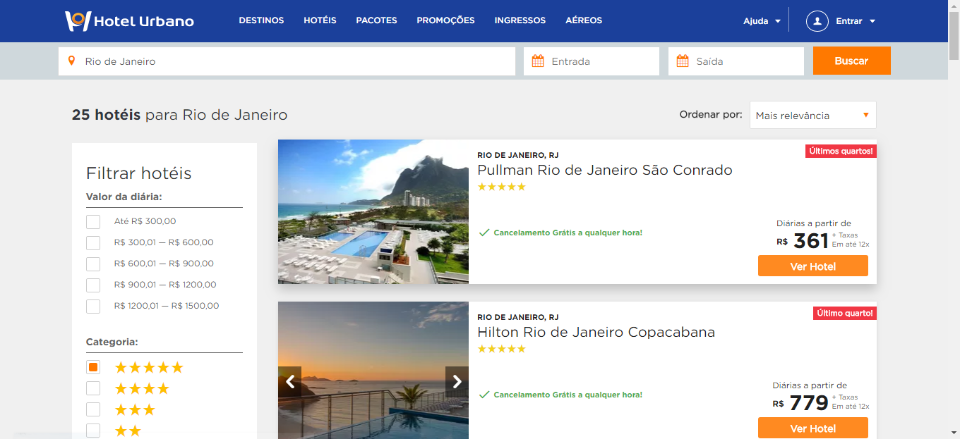 Hotel Urbano
DESTINOS HOTÉIS PACOTES PROMOÇÕES INGRESSOS AÉREOS
Ajuda Entrar
Rio de Janeiro Entrada Saída Buscar
25 hotéis para Rio de Janeiro
Ordenar por: Mais relevância
Filtrar hotéis
Valor da diária:
Até R$ 300,00
R$ 300,01 — R$ 600,00
R$ 600,01 — R$ 900,00
R$ 900,01 — R$ 1200,00
R$ 1200,01 — R$ 1500,00
Categoria:
Últimos quartos!
RIO DE JANEIRO, RJ
Pullman Rio de Janeiro São Conrado
Cancelamento Grátis a qualquer hora!
Diárias a partir de
R$ 361 + Taxas
Em até 12x
Ver Hotel
Último quarto!
RIO DE JANEIRO, RJ
Hilton Rio de Janeiro Copacabana
Cancelamento Grátis a qualquer hora!
Diárias a partir de
R$ 779 + Taxas
Em até 12x
Ver Hotel